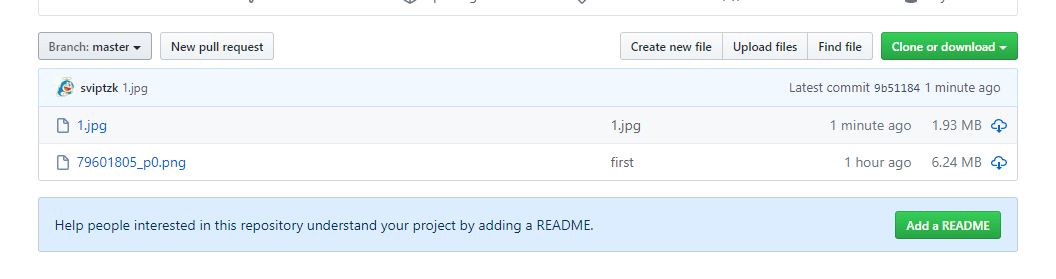 Branch: master New pull request Create new file Upload files Find file Clone or download
sviptzk 1.jpg Latest commit 9b51184 1 minute ago
1.jpg 1.jpg 1 minute ago 1.93 MB
79601805_p0.png first 1 hour ago 6.24 MB
Help people interested in this repository understand your project by adding a README. Add a README